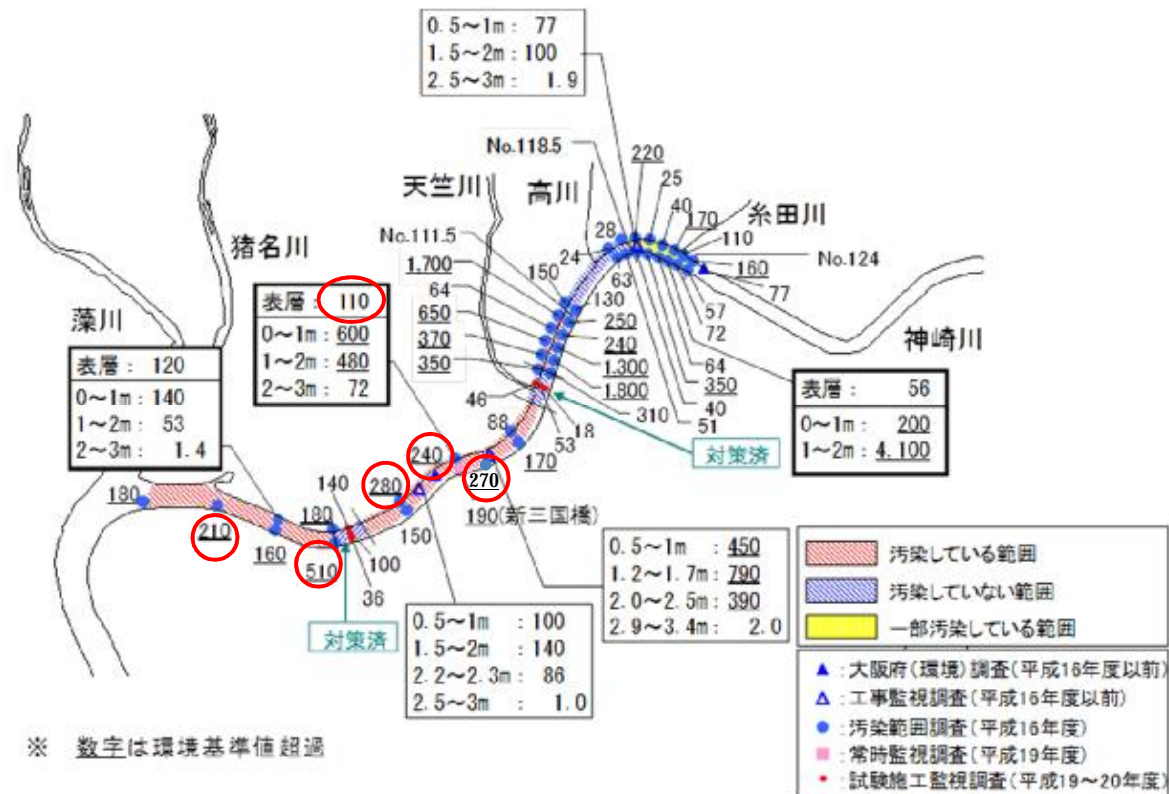 0.5～1m： 77
1.5～2m：100
2.5～3m： 1.9
No.118.5
220
25
40
170
糸田川
110
No.124
160
77
57
72
64
350
40
51
天竺川
高川
28
24
63
No.111.5
150
1.700
64
650
370
350
130
250
240
1.300
1.800
310
46
18
53
対策済
88
170
猪名川
藻川
神崎川
表層： 110
0～1m：600
1～2m：480
2～3m： 72
表層： 120
0～1m：140
1～2m： 53
2～3m： 1.4
表層： 56
0～1m： 200
1～2m：4.100
240
270
280
190(新三国橋)
140
180
180
210
160
510
150
100
36
対策済
0.5～1m ：450
1.2～1.7m：790
2.0～2.5m：390
2.9～3.4m： 2.0
0.5～1m ：100
1.5～2m ：140
2.2～2.3m： 86
2.5～3m ： 1.0
汚染している範囲
汚染していない範囲
一部汚染している範囲
▲：大阪府(環境)調査(平成16年度以前)
△：工事監視調査(平成16年度以前)
●：汚染範囲調査(平成16年度)
■：常時監視調査(平成19年度)
・：試験施工監視調査(平成19～20年度)
※ 数字は環境基準値超過